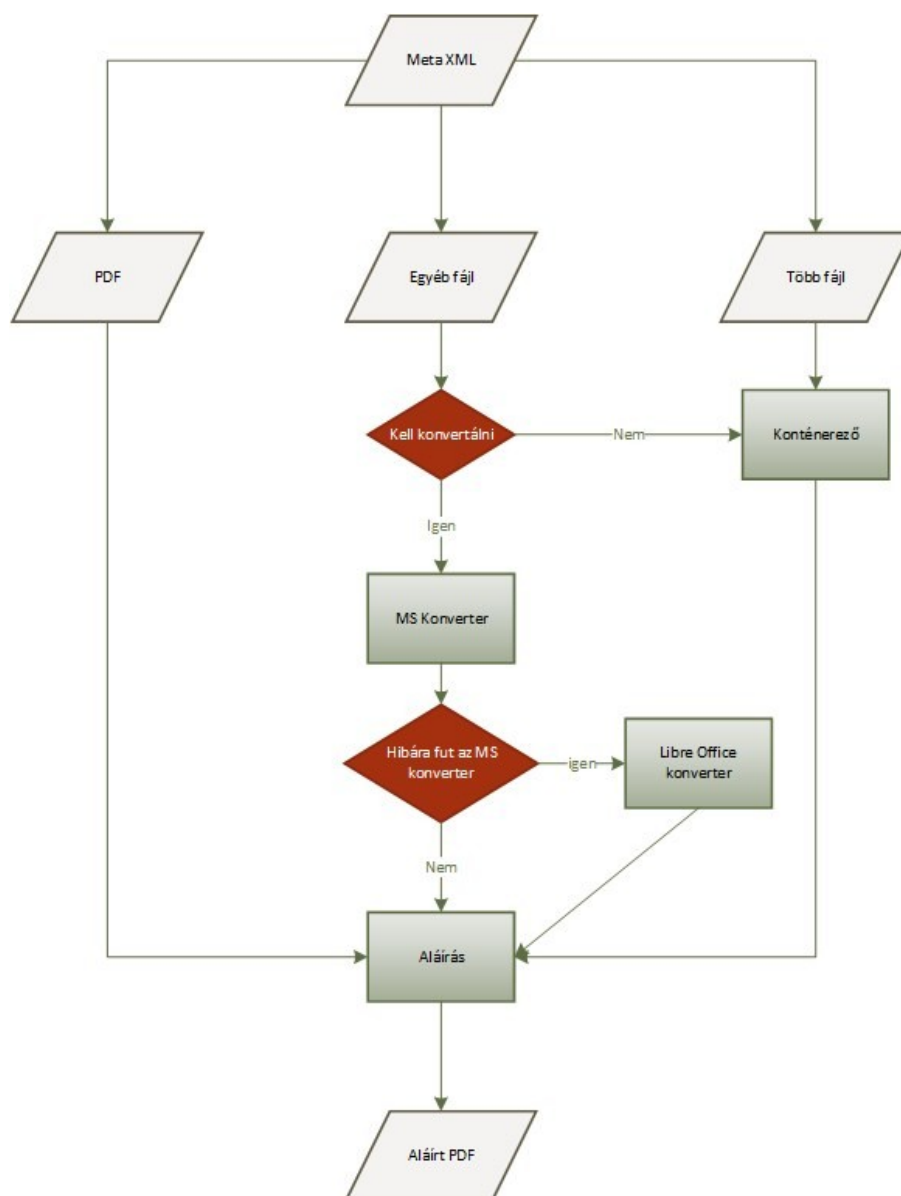 Meta XML
PDF
Egyéb fájl
Több fájl
Kell konvertálni
Nem
Konténerező
Igen
MS Konverter
Hibára fut az MS
konverter
igen
Libre Office
konverter
Nem
Aláírás
Aláírt PDF